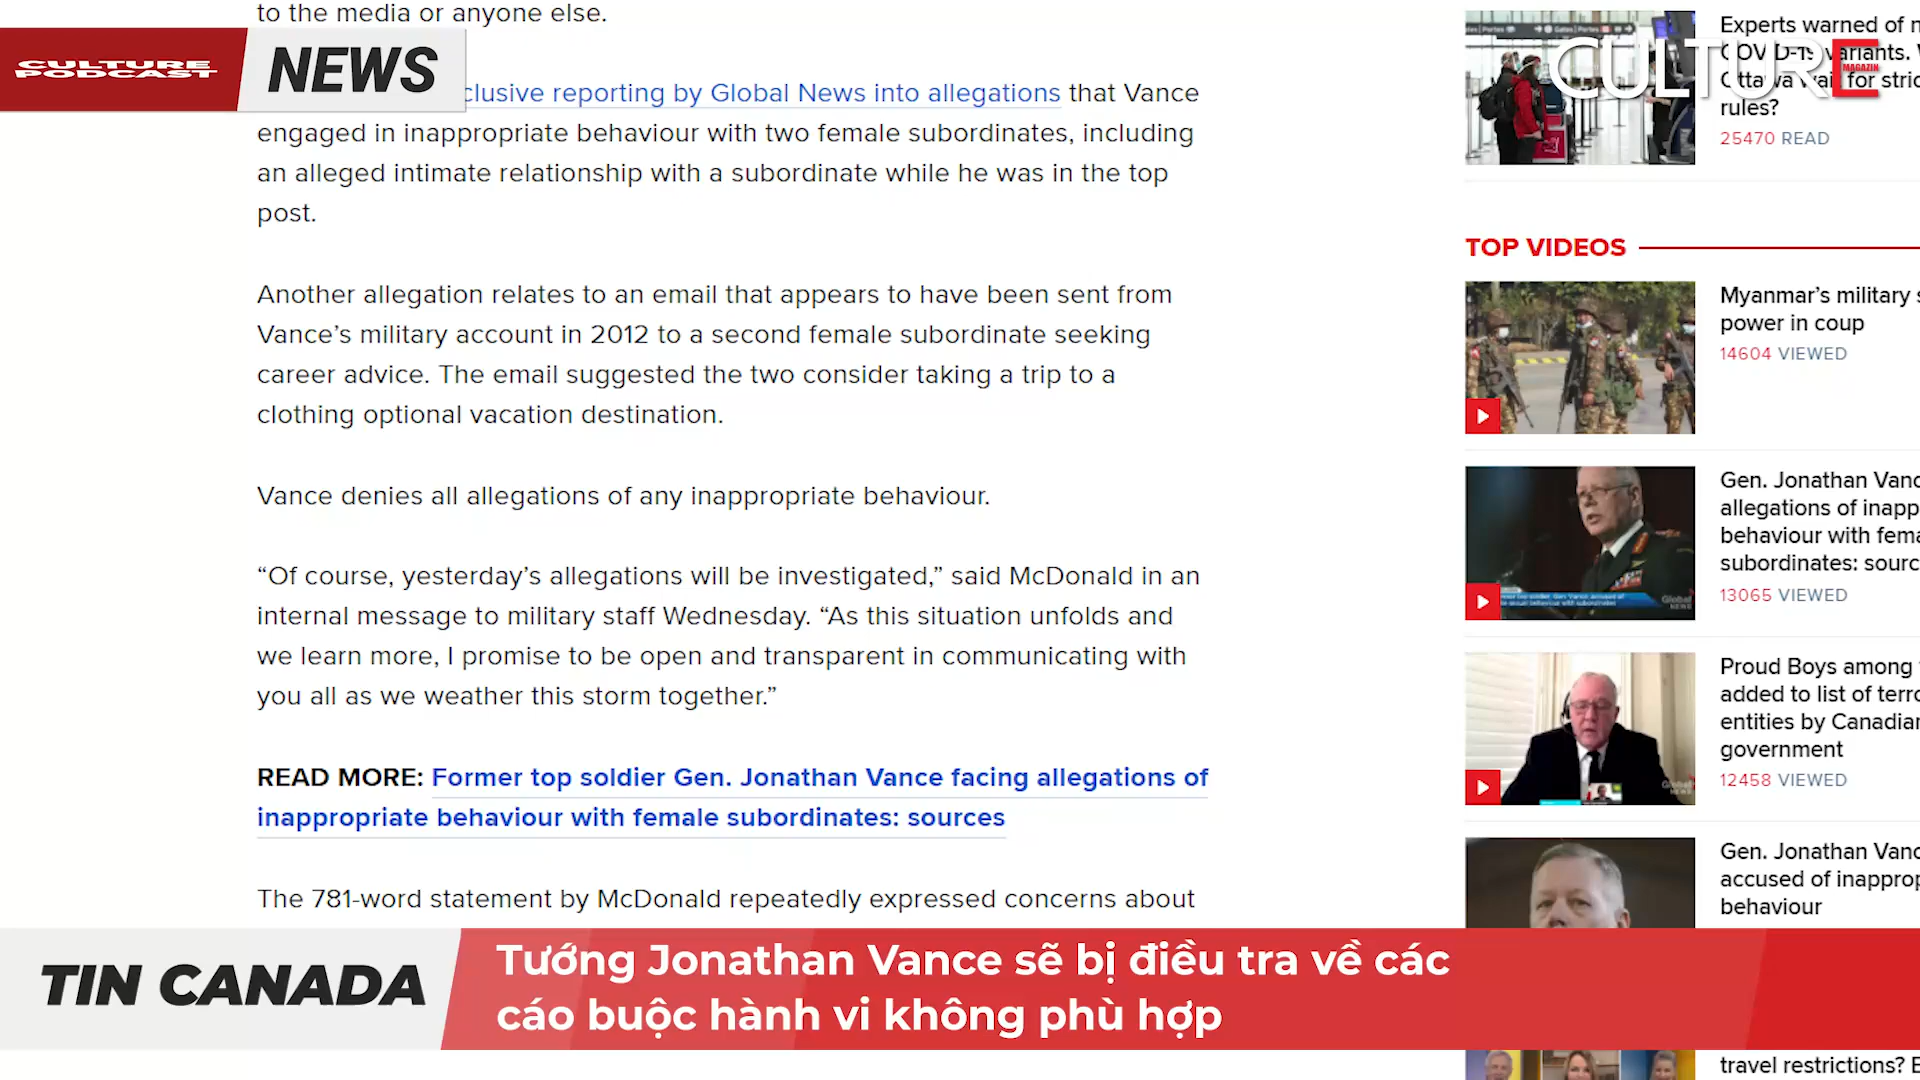 to the media or anyone else.
CULTURE
PODCAST
NEWS
clusive reporting by Global News into allegations that Vance
engaged in inappropriate behaviour with two female subordinates, including
an alleged intimate relationship with a subordinate while he was in the top
post.
Another allegation relates to an email that appears to have been sent from
Vance’s military account in 2012 to a second female subordinate seeking
career advice. The email suggested the two consider taking a trip to a
clothing optional vacation destination.
Vance denies all allegations of any inappropriate behaviour.
“Of course, yesterday’s allegations will be investigated,” said McDonald in an
internal message to military staff Wednesday. “As this situation unfolds and
we learn more, I promise to be open and transparent in communicating with
you all as we weather this storm together.”
READ MORE: Former top soldier Gen. Jonathan Vance facing allegations of
inappropriate behaviour with female subordinates: sources
The 781-word statement by McDonald repeatedly expressed concerns about
Experts warned of
COVID-19 variants.
Ottawa wait for
rules?
25470 READ
CULTURE
MAGAZIN
TOP VIDEOS
Myanmar’s military
power in coup
14604 VIEWED
Gen. Jonathan
allegations of
behaviour with
subordinates:
13065 VIEWED
Global
NEWS
Proud Boys among
added to list of
entities by
government
12458 VIEWED
Global
Gen. Jonathan
accused of
behaviour
TIN CANADA
Tướng Jonathan Vance sẽ bị điều tra về các
cáo buộc hành vi không phù hợp
travel restrictions?